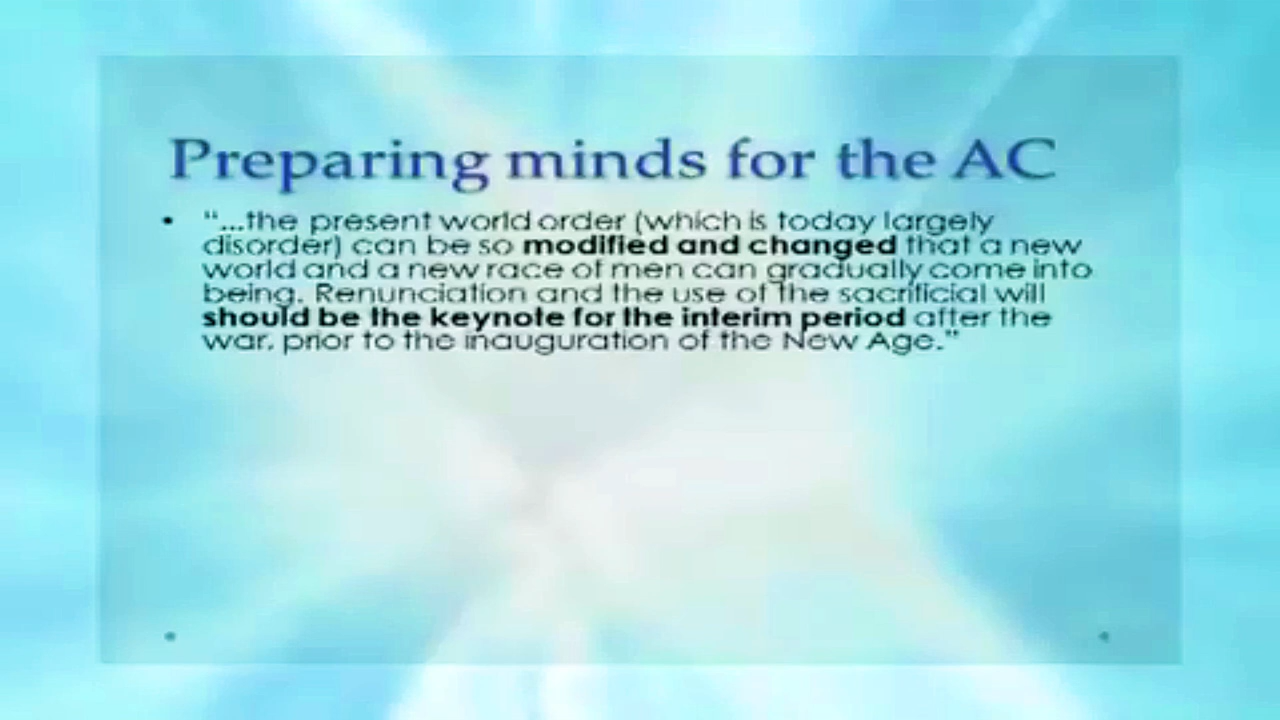 Preparing minds for the AC
• “...the present world order (which is today largely
disorder) can be so modified and changed that a new
world and a new race of men can gradually come into
being. Renunciation and the use of the sacrificial will
should be the keynote for the interim period after the
war, prior to the inauguration of the New Age.”